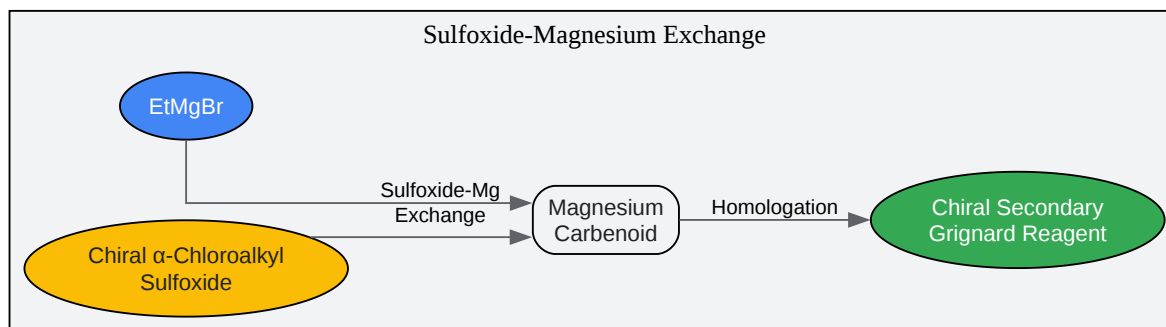 Sulfoxide-Magnesium Exchange
EtMgBr
Sulfoxide-Mg
Exchange
Chiral α-Chloroalkyl
Sulfoxide
Magnesium
Carbenoid
Homologation
Chiral Secondary
Grignard Reagent